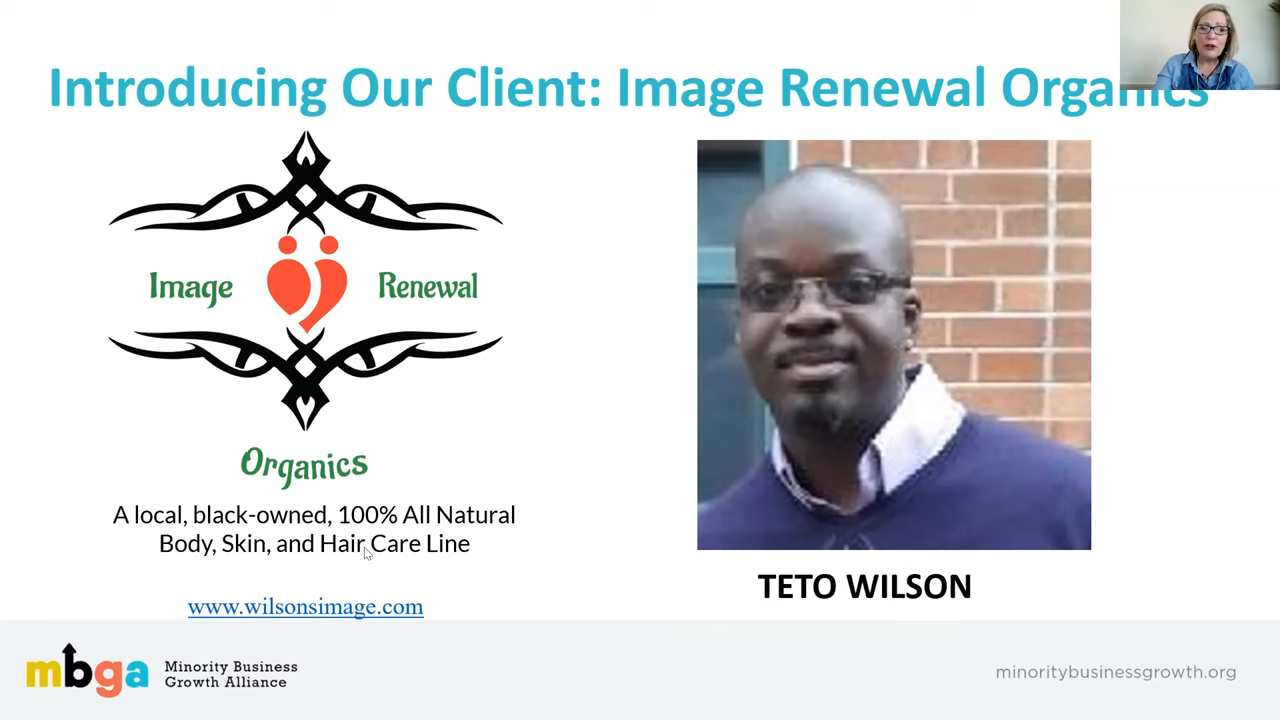 Introducing Our Client: Image Renewal Organics
Image Renewal
Organics
A local, black-owned, 100% All Natural
Body, Skin, and Hair Care Line
www.wilsonsimage.com
TETO WILSON
mbga
Minority Business
Growth Alliance
minoritybusinessgrowth.org